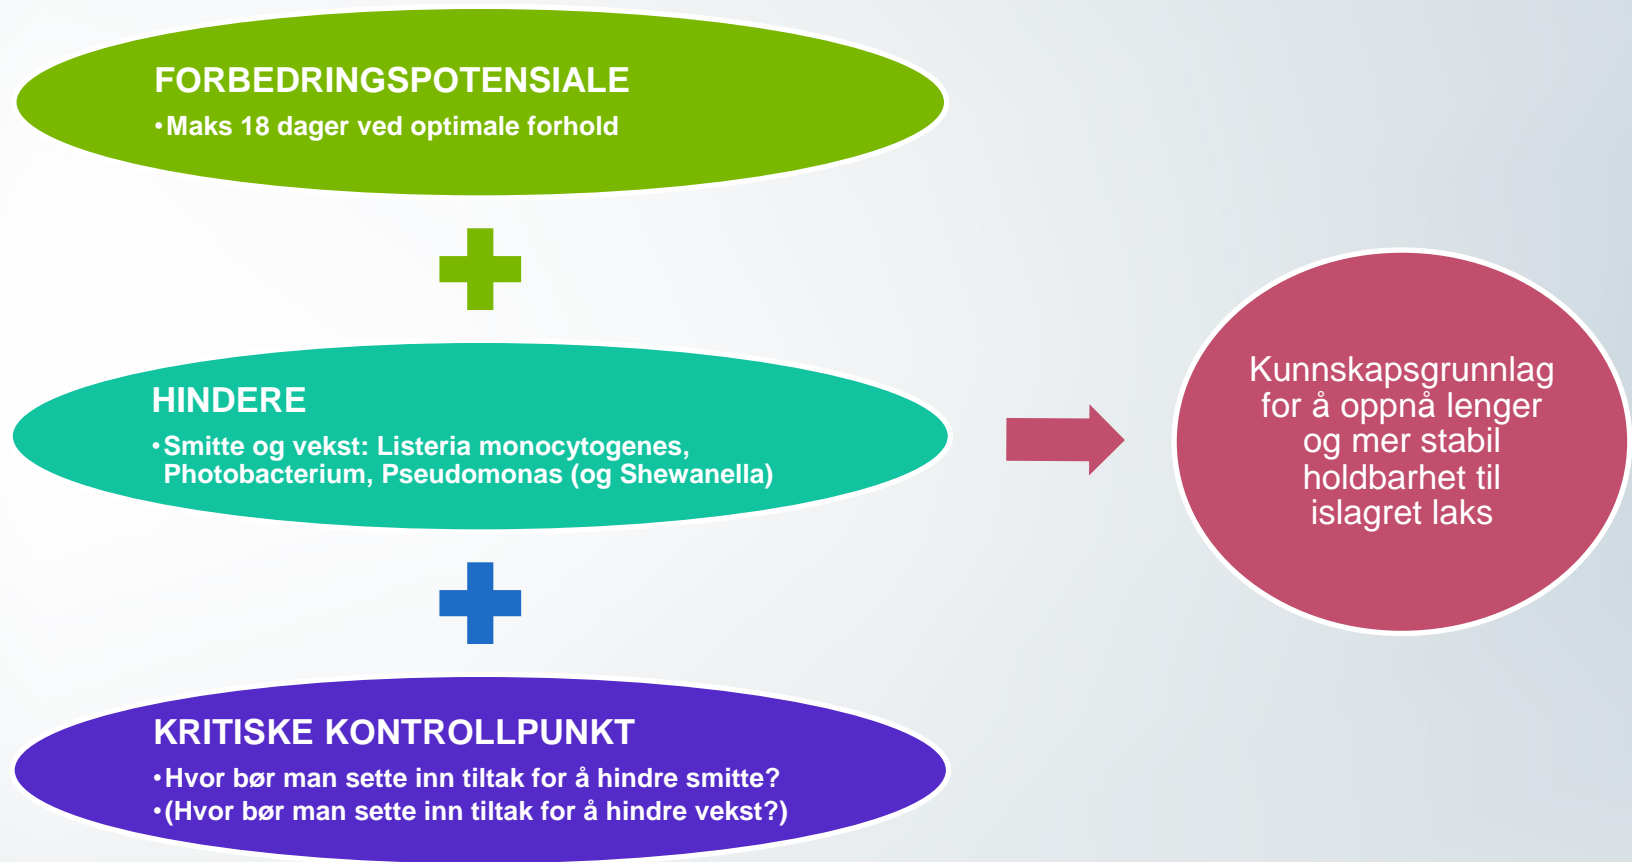 FORBEDRINGSPOTENSIALE
•Maks 18 dager ved optimale forhold
HINDERE
•Smitte og vekst: Listeria monocytogenes,
Photobacterium, Pseudomonas (og Shewanella)
KRITISKE KONTROLLPUNKT
•Hvor bør man sette inn tiltak for å hindre smitte?
•(Hvor bør man sette inn tiltak for å hindre vekst?)
Kunnskapsgrunnlag
for å oppnå lenger
og mer stabil
holdbarhet til
islagret laks